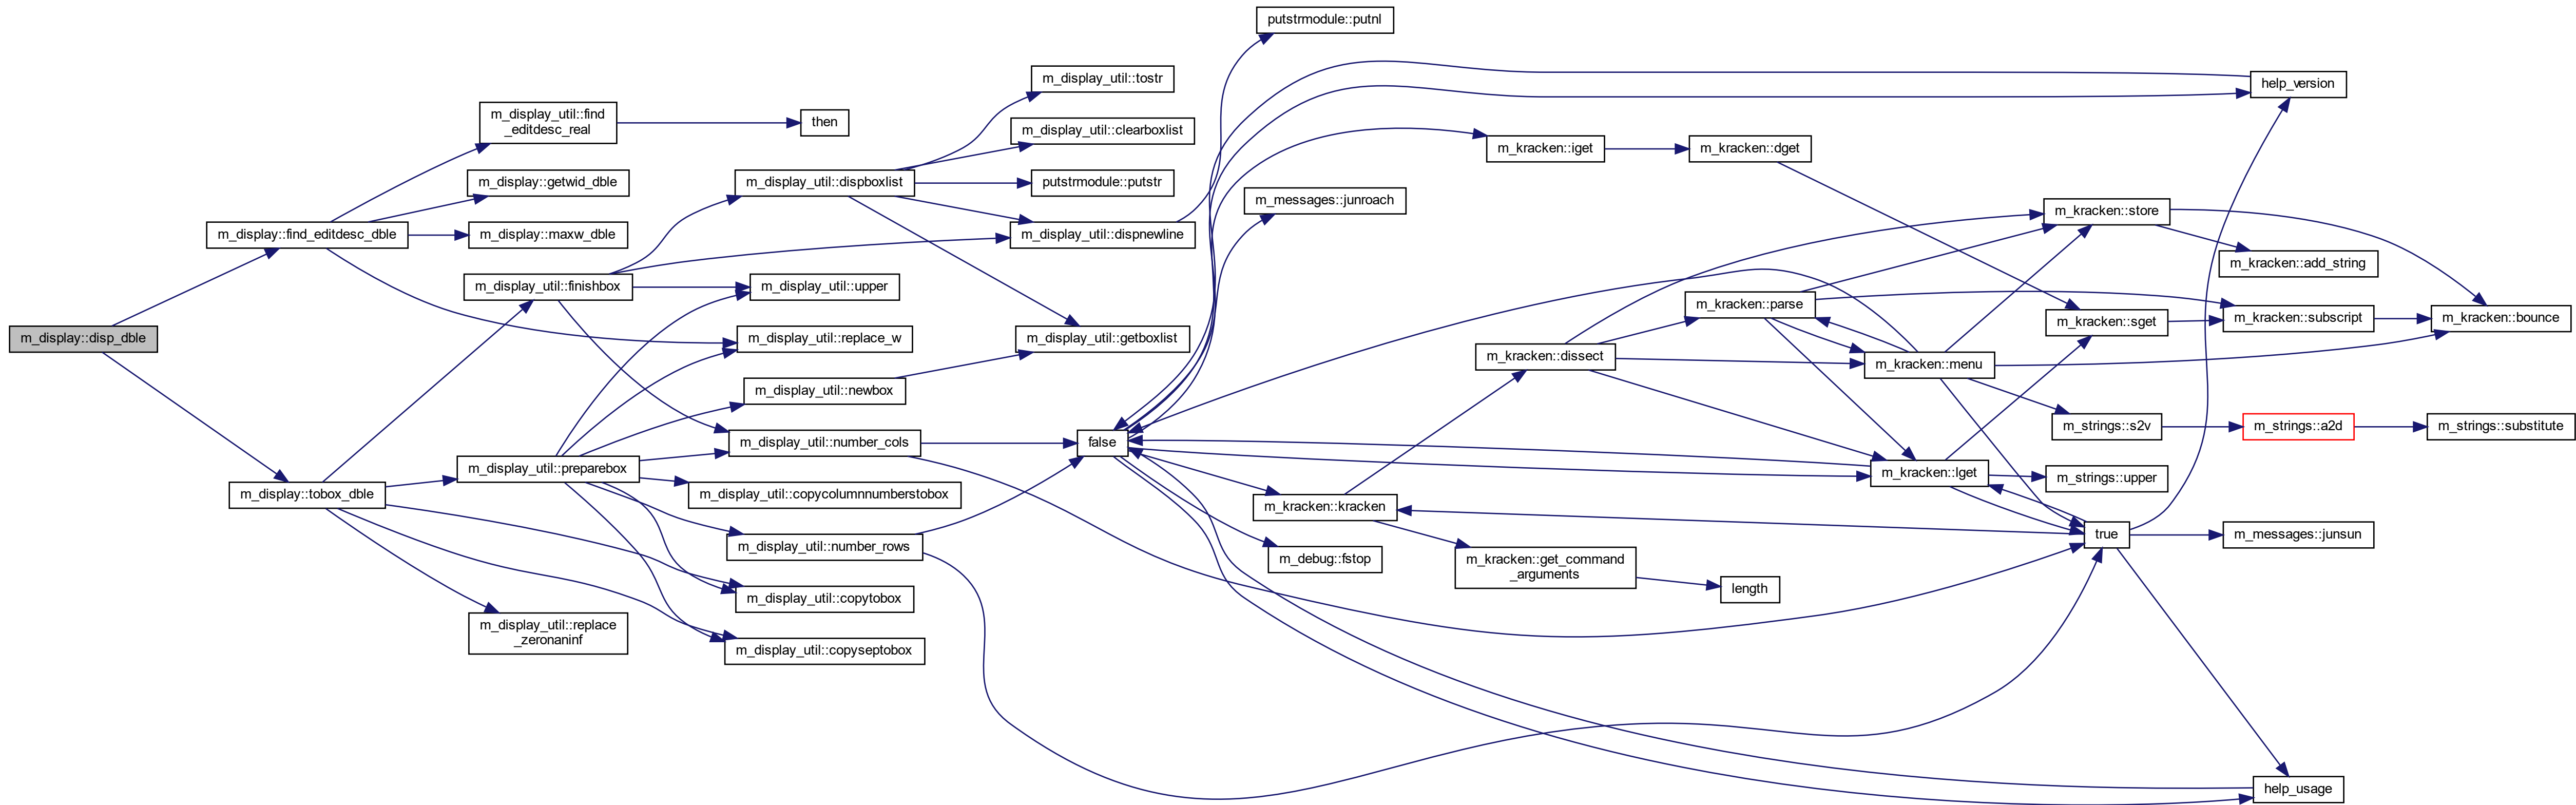 m_display::disp_dble
m_display::find_editdesc_dble
m_display::tobox_dble
m_display_util::find
_editdesc_real
m_display::getwid_dble
m_display::maxw_dble
m_display_util::finishbox
m_display_util::preparebox
m_display_util::replace
_zeronaninf
then
m_display_util::dispboxlist
m_display_util::upper
m_display_util::replace_w
m_display_util::newbox
m_display_util::number_cols
m_display_util::copycolumnnumberstobox
m_display_util::number_rows
m_display_util::copytobox
m_display_util::copyseptobox
m_display_util::tostr
m_display_util::clearboxlist
putstrmodule::putstr
m_display_util::dispnewline
m_display_util::getboxlist
false
putstrmodule::putnl
m_messages::junroach
m_kracken::kracken
m_debug::fstop
m_kracken::iget
m_kracken::dissect
m_kracken::get_command
_arguments
m_kracken::dget
m_kracken::parse
length
m_kracken::menu
m_kracken::lget
m_kracken::store
m_kracken::sget
m_strings::s2v
m_strings::upper
true
help_version
m_kracken::add_string
m_kracken::subscript
m_strings::a2d
m_messages::junsun
help_usage
m_kracken::bounce
m_strings::substitute